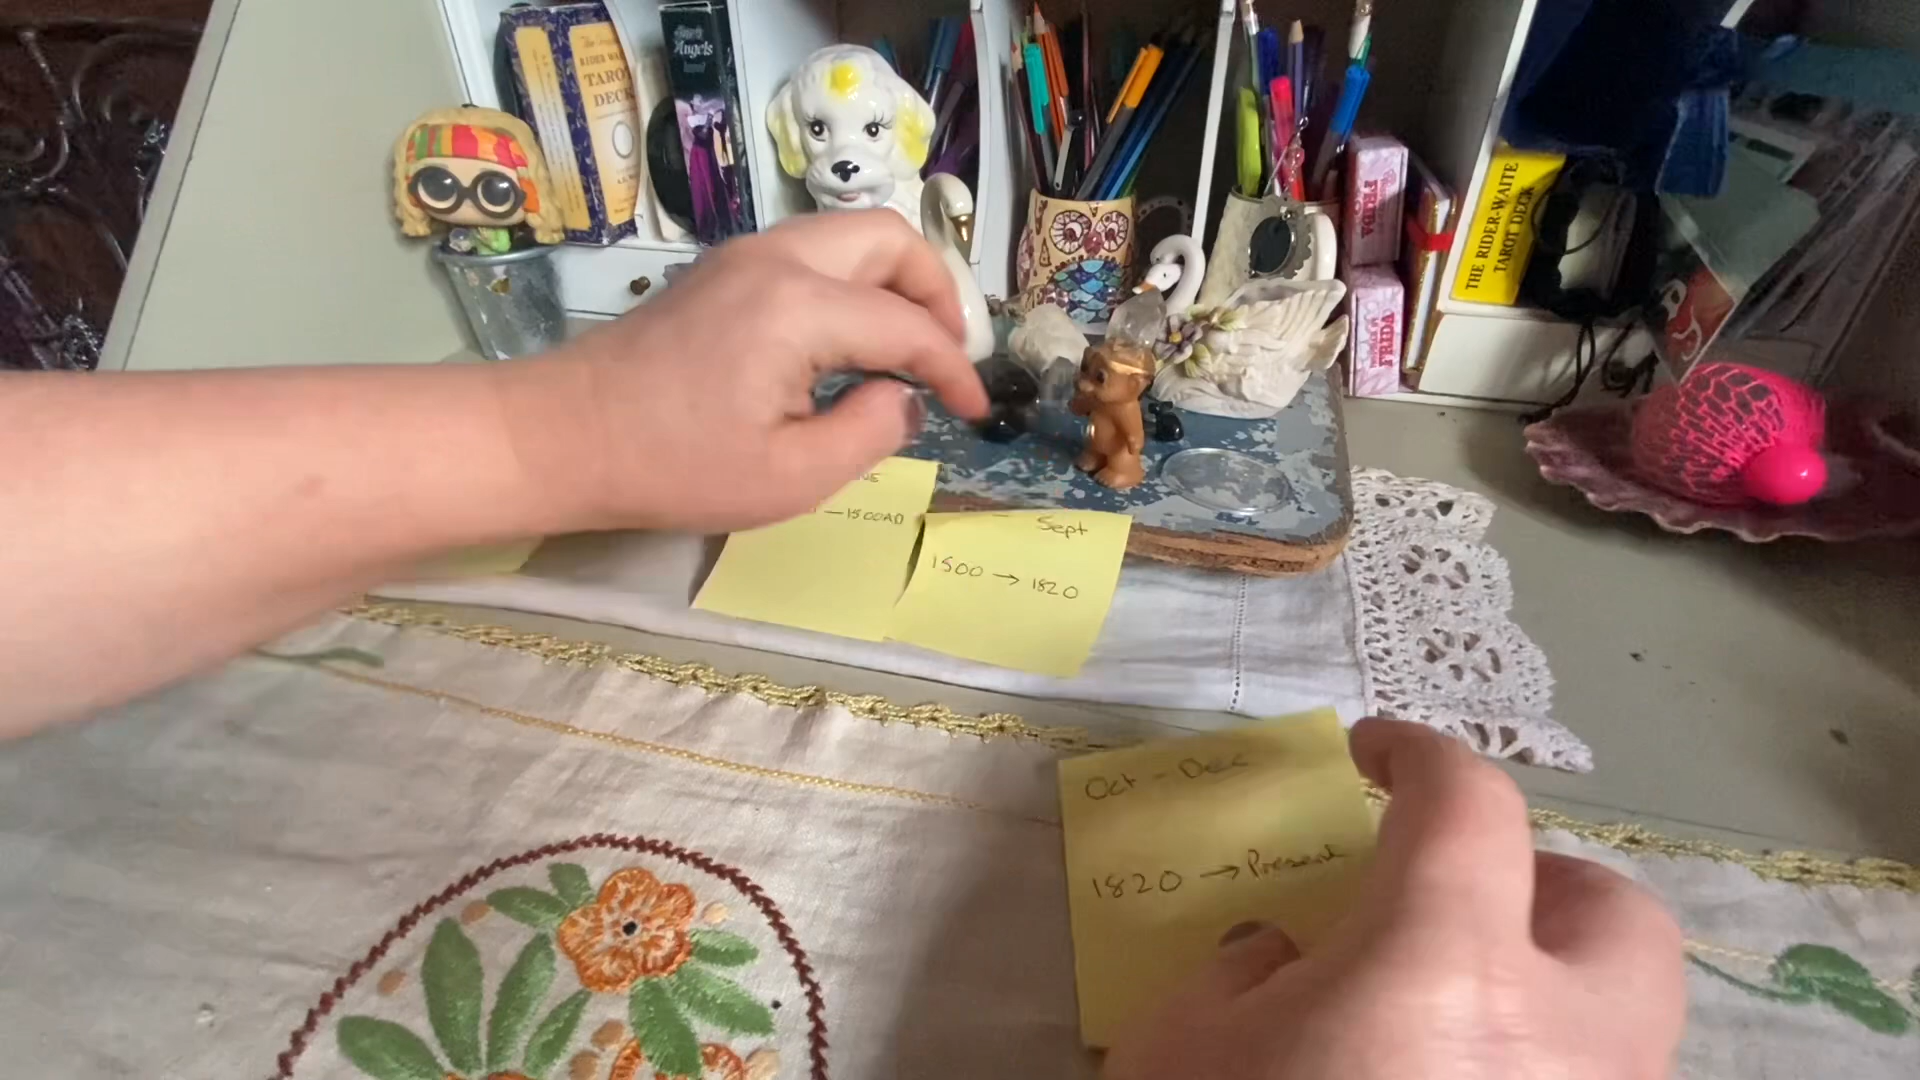 RIDER WAITE
TAROT
DECK
Angels
FRIDA
FRIDA
THE RIDER-WAITE
TAROT DECK
— 1500AD
- Sept
1500 → 1820
Oct - Dec
1820 → Present